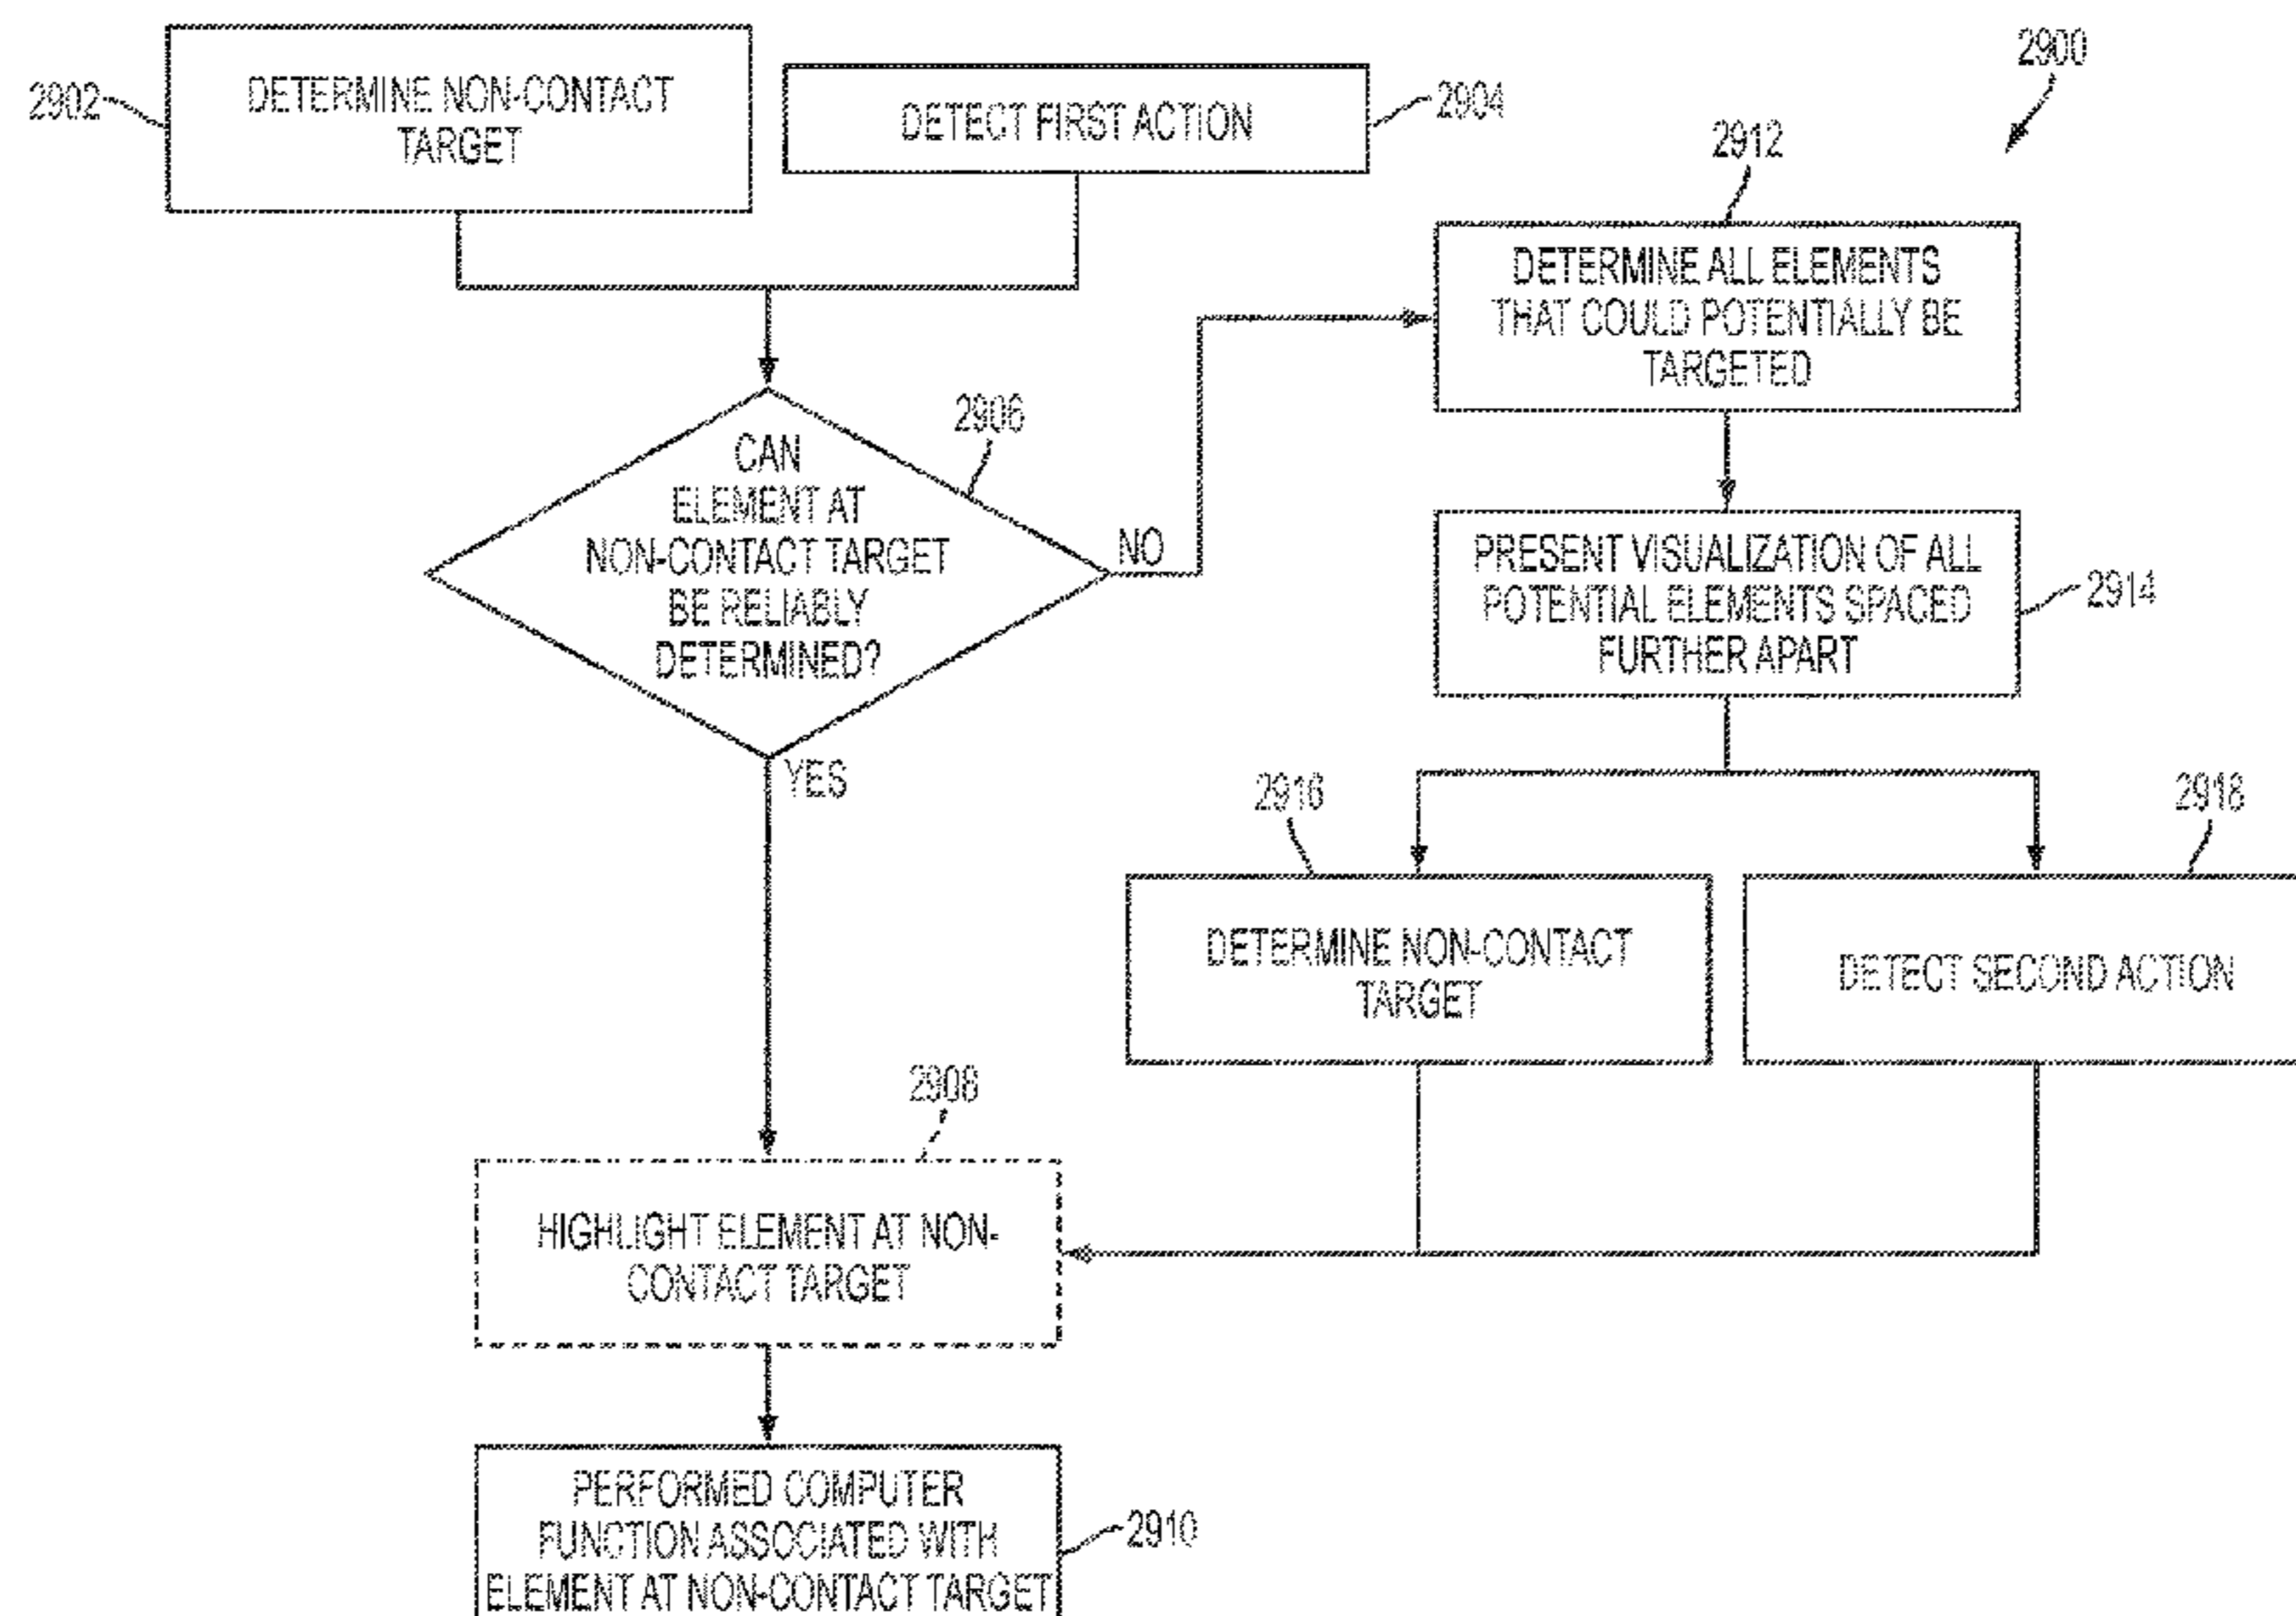 2900
2902
DETERMINE NON-CONTACT
TARGET
DETECT FIRST ACTION
2904
2906
CAN
ELEMENT AT
NON-CONTACT TARGET
BE RELIABLY
DETERMINED?
NO
YES
2912
DETERMINE ALL ELEMENTS
THAT COULD POTENTIALLY BE
TARGETED
PRESENT VISUALIZATION OF ALL
POTENTIAL ELEMENTS SPACED
FURTHER APART
2914
2916
DETERMINE NON-CONTACT
TARGET
2918
DETECT SECOND ACTION
2908
HIGHLIGHT ELEMENT AT NON-
CONTACT TARGET
PERFORMED COMPUTER
FUNCTION ASSOCIATED WITH
ELEMENT AT NON-CONTACT TARGET
2910